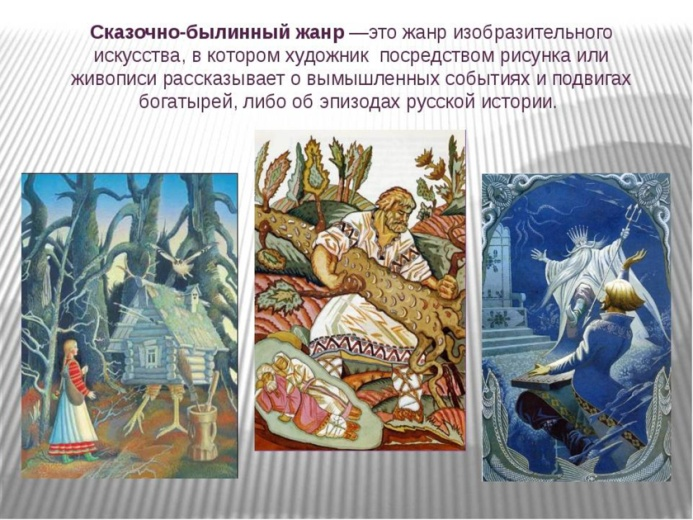 Сказочно-былинный жанр —это жанр изобразительного
искусства, в котором художник посредством рисунка или
живописи рассказывает о вымышленных событиях и подвигах
богатырей, либо об эпизодах русской истории.